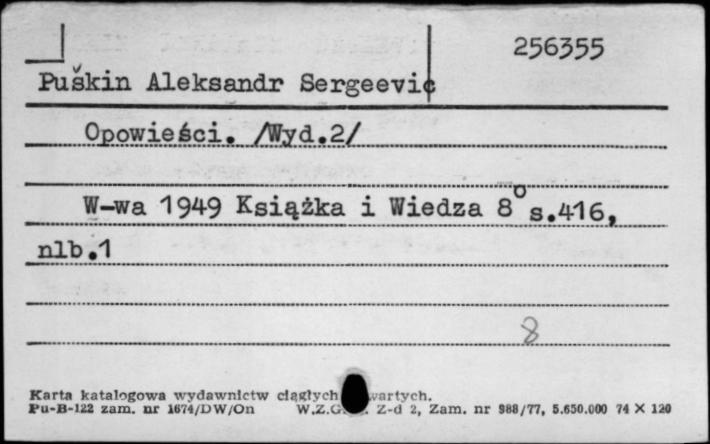 256355
Puškin Aleksandr Sergeevic
Opowieści. /Wyd.2/
W-wa 1949 Książka i Wiedza 8° s.416,
nlb.1
8
Karta katalogowa wydawnictw ciągłych wartych.
Pu-B-122 zam. nr 1674/DW/On W.Z.G. Z-d 2, Zam. nr 988/77, 5.650.000 74 X 120